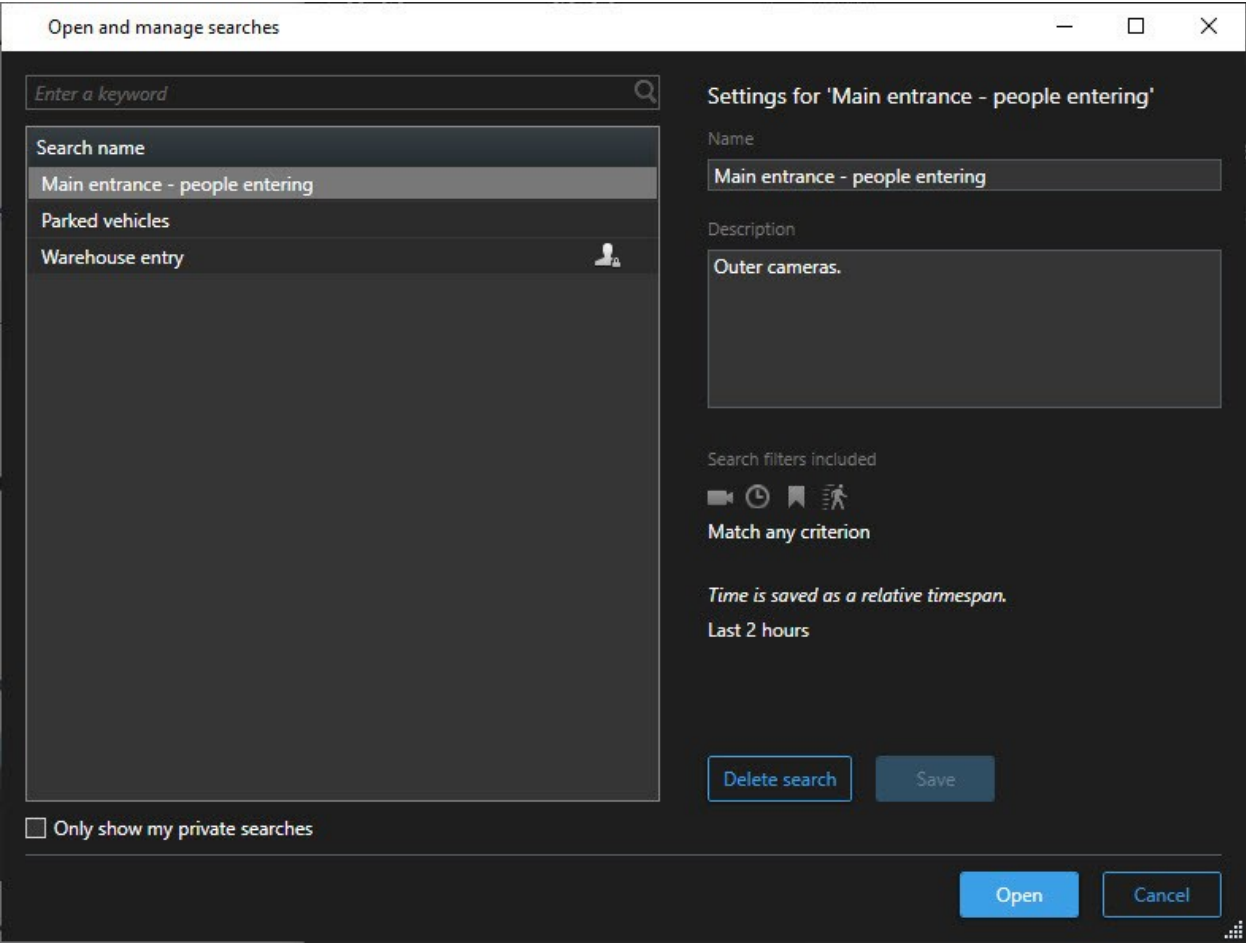 Open and manage searches
Enter a keyword
Search name
Main entrance - people entering
Parked vehicles
Warehouse entry
Only show my private searches
Settings for 'Main entrance - people entering'
Name
Main entrance - people entering
Description
Outer cameras.
Search filters included
Match any criterion
Time is saved as a relative timespan.
Last 2 hours
Delete search
Save
Open
Cancel